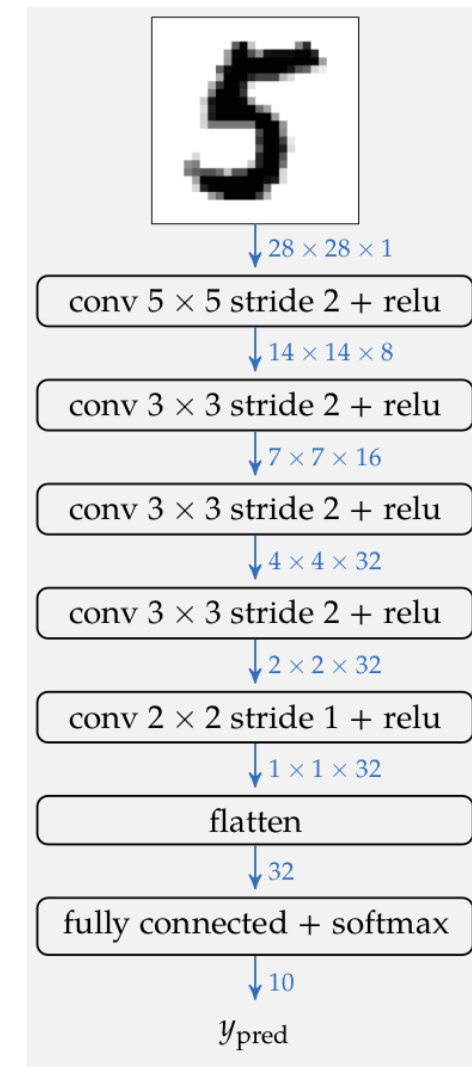 5
28 × 28 × 1
conv 5 × 5 stride 2 + relu
14 × 14 × 8
conv 3 × 3 stride 2 + relu
7 × 7 × 16
conv 3 × 3 stride 2 + relu
4 × 4 × 32
conv 3 × 3 stride 2 + relu
2 × 2 × 32
conv 2 × 2 stride 1 + relu
1 × 1 × 32
flatten
32
fully connected + softmax
10
y_pred